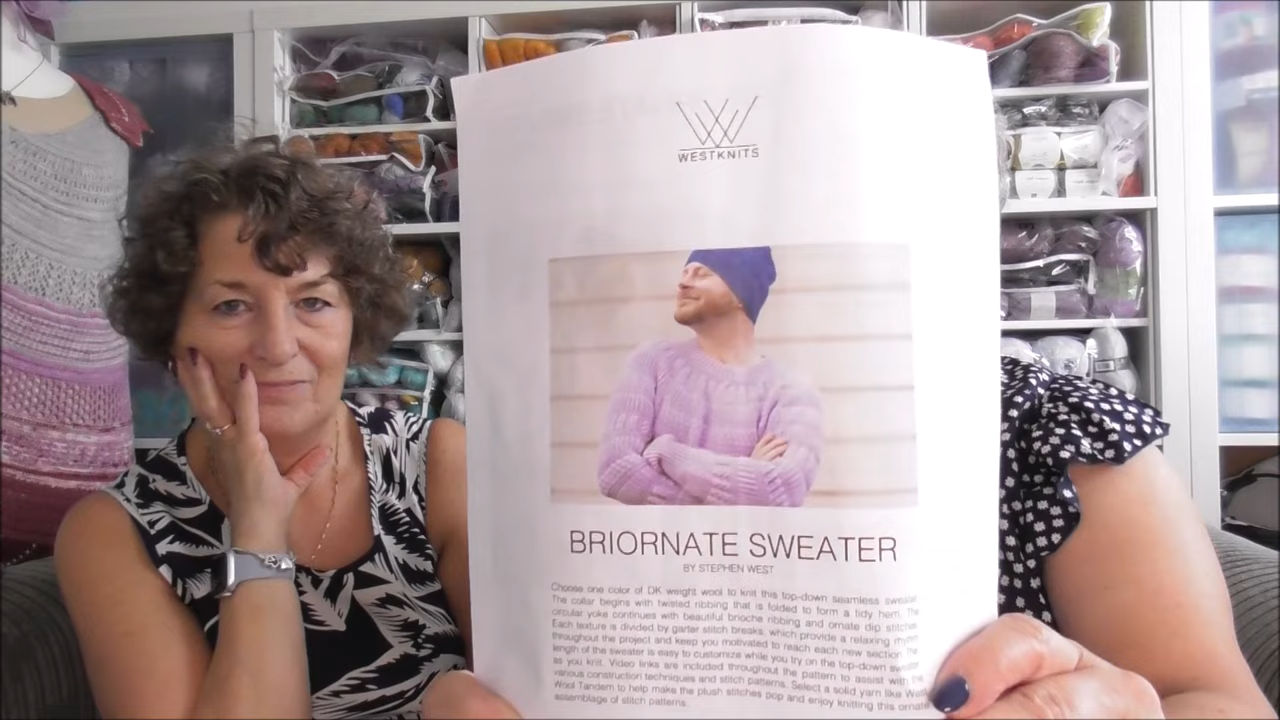 WESTKNITS
BRIORNATE SWEATER
BY STEPHEN WEST
Choose one color of DK weight wool to knit this top-down seamless sweater.
The collar begins with twisted ribbing that is folded to form a tidy hem. The
circular yoke continues with beautiful brioche ribbing and ornate dip stitches.
Each texture is divided by garter stitch breaks, which provide a relaxing rhythm
throughout the project and keep you motivated to reach each new section. The
length of the sweater is easy to customize while you try on the top-down sweater
as you knit. Video links are included throughout the pattern to assist with the
various construction techniques and stitch patterns. Select a solid yarn like
Wool Tandem to help make the plush stitches pop and enjoy knitting this ornate
assemblage of stitch patterns.